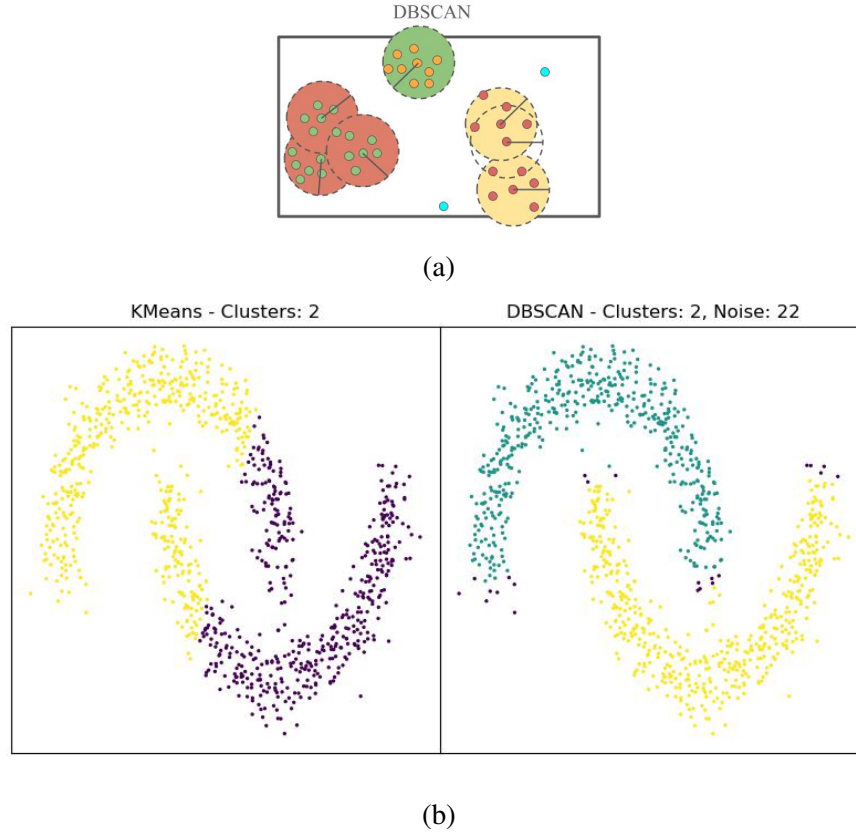 DBSCAN
(a)
KMeans - Clusters: 2
DBSCAN - Clusters: 2, Noise: 22
(b)